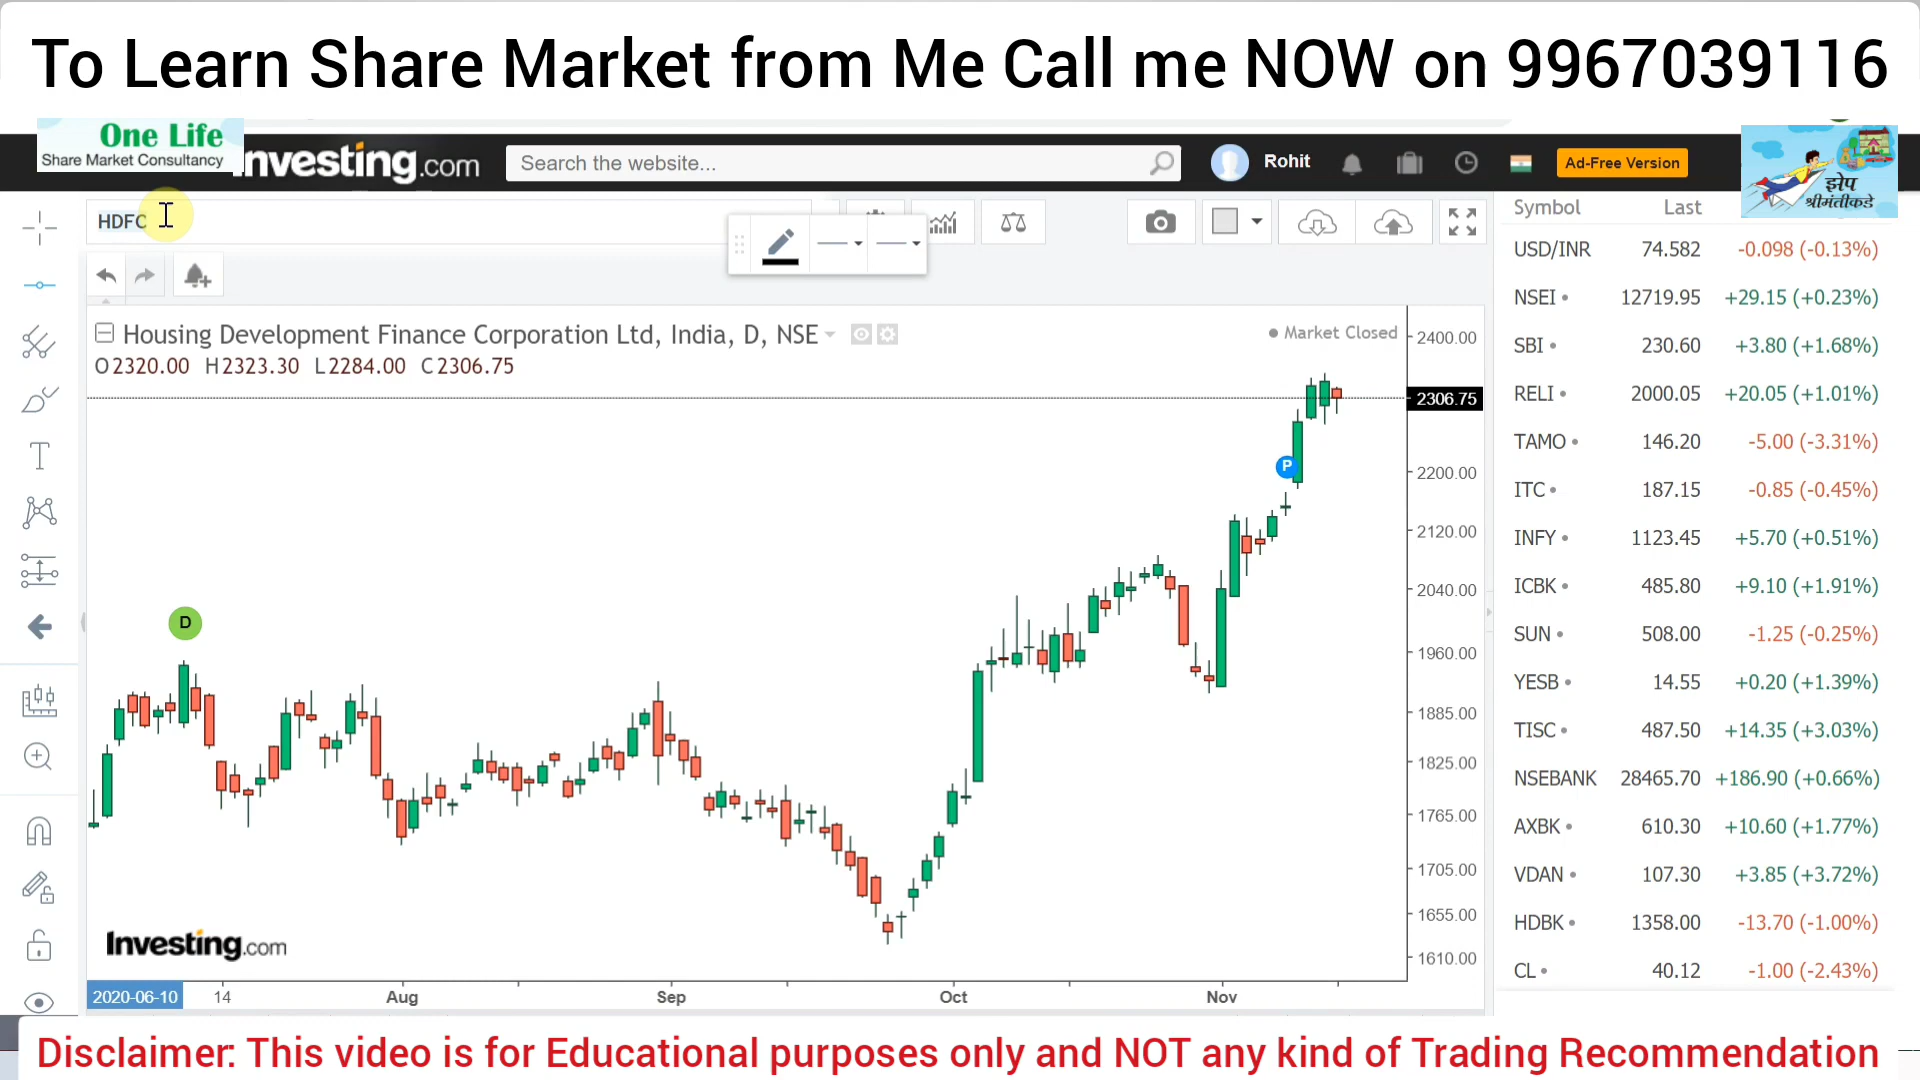 To Learn Share Market from Me Call me NOW on 9967039116
One Life
Share Market Consultancy
Investing.com
Search the website...
Rohit
Ad-Free Version
झेप
श्रीमंतीकडे
HDFC
Housing Development Finance Corporation Ltd, India, D, NSE
Market Closed
O2320.00 H2323.30 L2284.00 C2306.75
2400.00
2306.75
2200.00
2120.00
2040.00
1960.00
1885.00
1825.00
1765.00
1705.00
1655.00
1610.00
P
D
T
Investing.com
2020-06-10 14 Aug Sep Oct Nov
Symbol Last
USD/INR 74.582 -0.098 (-0.13%)
NSEI 12719.95 +29.15 (+0.23%)
SBI 230.60 +3.80 (+1.68%)
RELI 2000.05 +20.05 (+1.01%)
TAMO 146.20 -5.00 (-3.31%)
ITC 187.15 -0.85 (-0.45%)
INFY 1123.45 +5.70 (+0.51%)
ICBK 485.80 +9.10 (+1.91%)
SUN 508.00 -1.25 (-0.25%)
YESB 14.55 +0.20 (+1.39%)
TISC 487.50 +14.35 (+3.03%)
NSEBANK 28465.70 +186.90 (+0.66%)
AXBK 610.30 +10.60 (+1.77%)
VDAN 107.30 +3.85 (+3.72%)
HDBK 1358.00 -13.70 (-1.00%)
CL 40.12 -1.00 (-2.43%)
Disclaimer: This video is for Educational purposes only and NOT any kind of Trading Recommendation